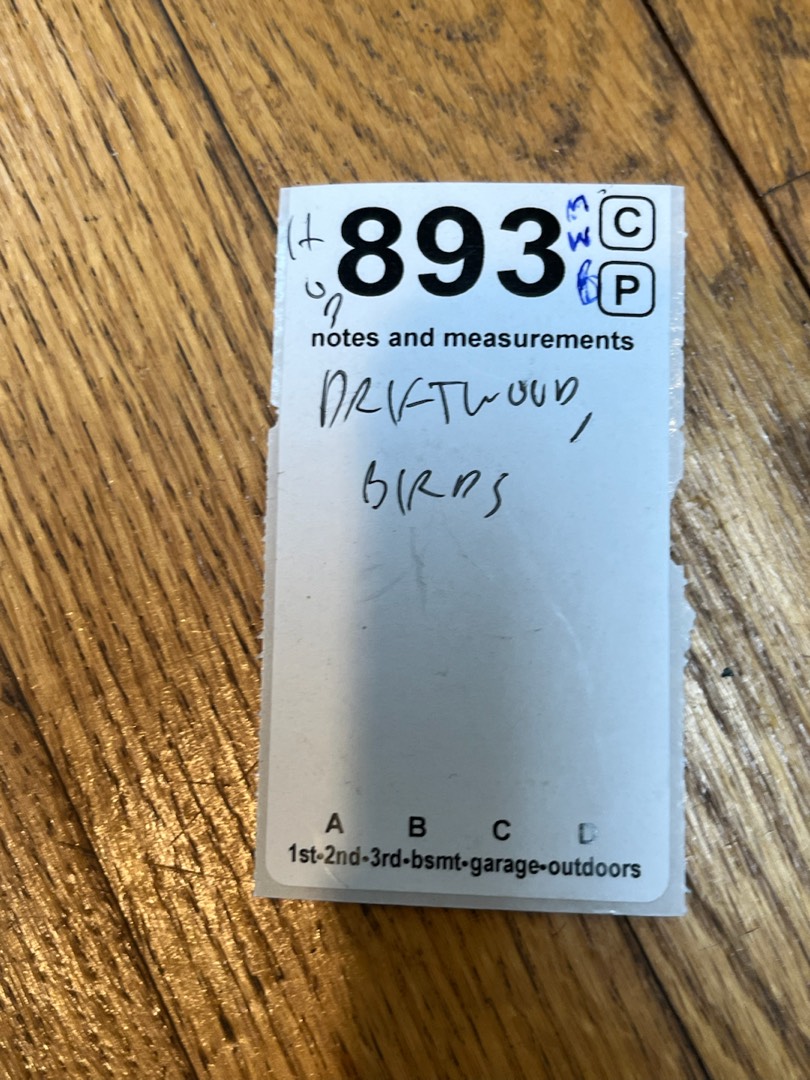 893
C
P
notes and measurements
DRIFTWOOD,
BIRDS
A B C D
1st•2nd•3rd•bsmt•garage•outdoors